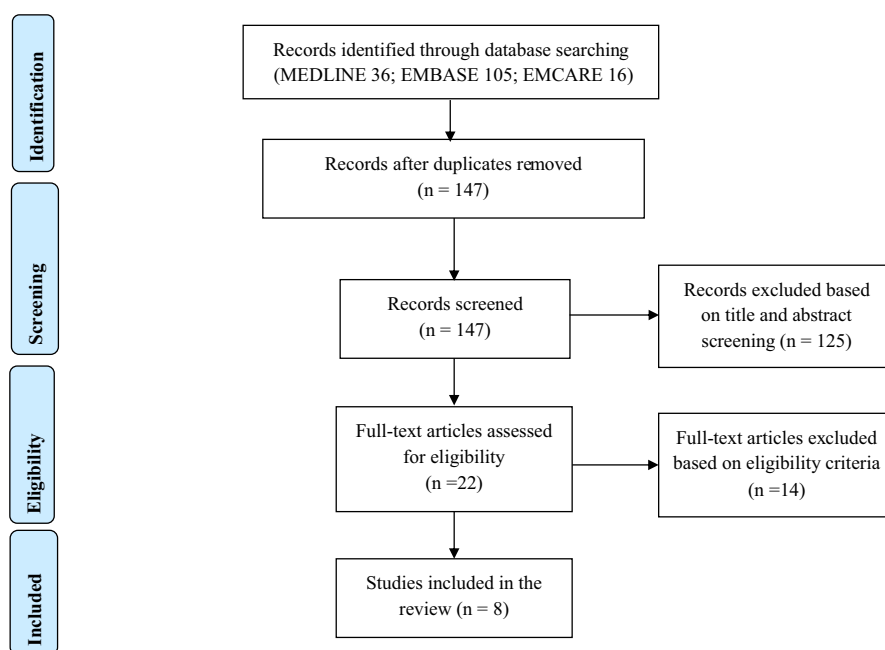 Identification
Records identified through database searching
(MEDLINE 36; EMBASE 105; EMCARE 16)
Records after duplicates removed
(n = 147)
Screening
Records screened
(n = 147)
Records excluded based
on title and abstract
screening (n = 125)
Eligibility
Full-text articles assessed
for eligibility
(n =22)
Full-text articles excluded
based on eligibility criteria
(n =14)
Included
Studies included in the
review (n = 8)